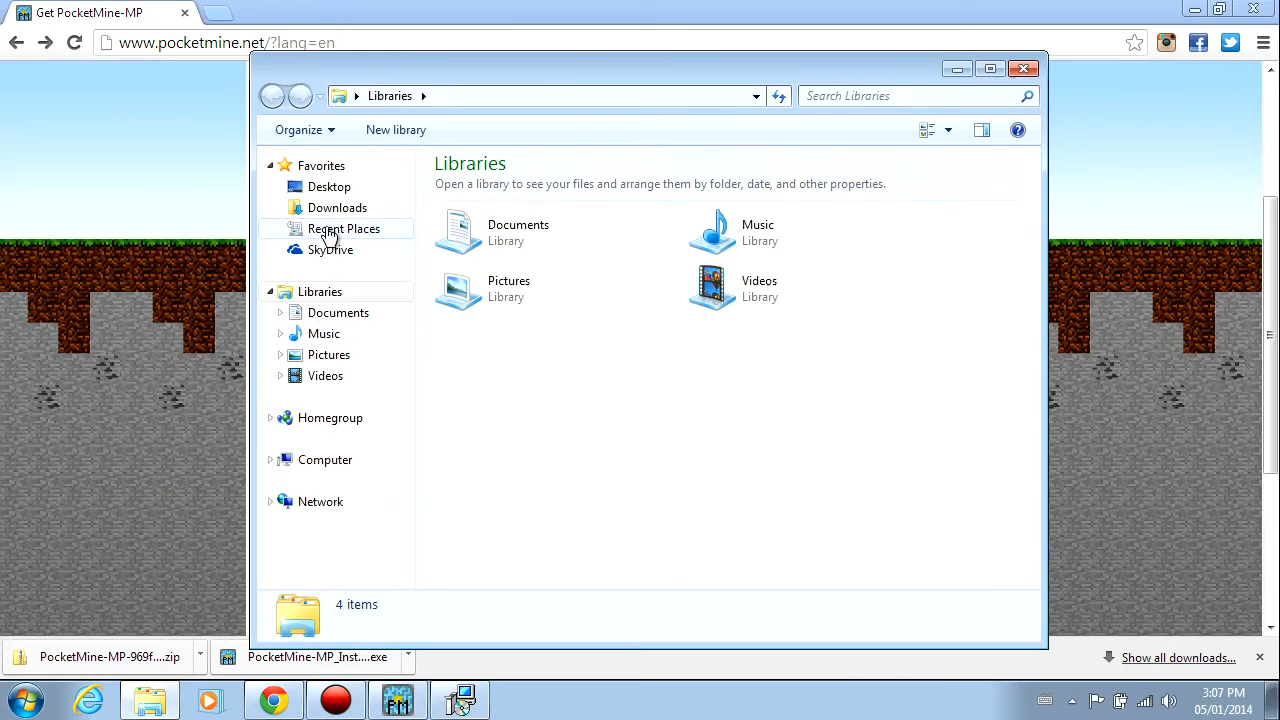 Get PocketMine-MP
www.pocketmine.net/?lang=en
Libraries
Search Libraries
Organize
New library
Favorites
Desktop
Downloads
Recent Places
SkyDrive
Libraries
Documents
Music
Pictures
Videos
Homegroup
Computer
Network
Libraries
Open a library to see your files and arrange them by folder, date, and other properties.
Documents
Library
Music
Library
Pictures
Library
Videos
Library
4 items
PocketMine-MP-969f....zip
PocketMine-MP_Inst....exe
Show all downloads...
3:07 PM
05/01/2014